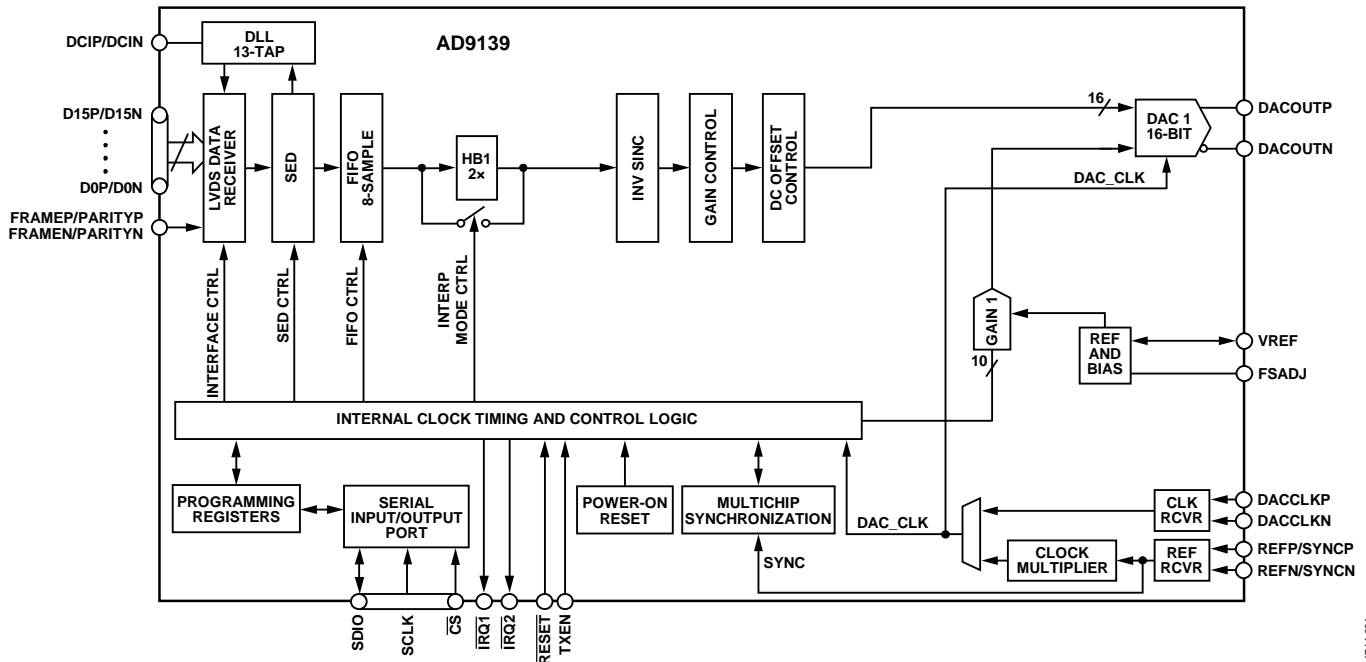 AD9139
DCIP/DCIN
DLL
13-TAP
D15P/D15N
D0P/D0N
FRAMEP/PARITYP
FRAMEN/PARITYN
LVDS DATA
RECEIVER
SED
FIFO
8-SAMPLE
HB1
2×
INV SINC
GAIN CONTROL
DC OFFSET
CONTROL
16
DAC 1
16-BIT
DACOUTP
DACOUTN
DAC_CLK
INTERFACE CTRL
SED CTRL
FIFO CTRL
INTERP
MODE CTRL
GAIN 1
10
REF
AND
BIAS
VREF
FSADJ
INTERNAL CLOCK TIMING AND CONTROL LOGIC
PROGRAMMING
REGISTERS
SERIAL
INPUT/OUTPUT
PORT
POWER-ON
RESET
MULTICHIP
SYNCHRONIZATION
DAC_CLK
SYNC
CLOCK
MULTIPLIER
CLK
RCVR
REF
RCVR
DACCLKP
DACCLKN
REFP/SYNCP
REFN/SYNCN
SDIO
SCLK
CS
IRQ1
IRQ2
RESET
TXEN